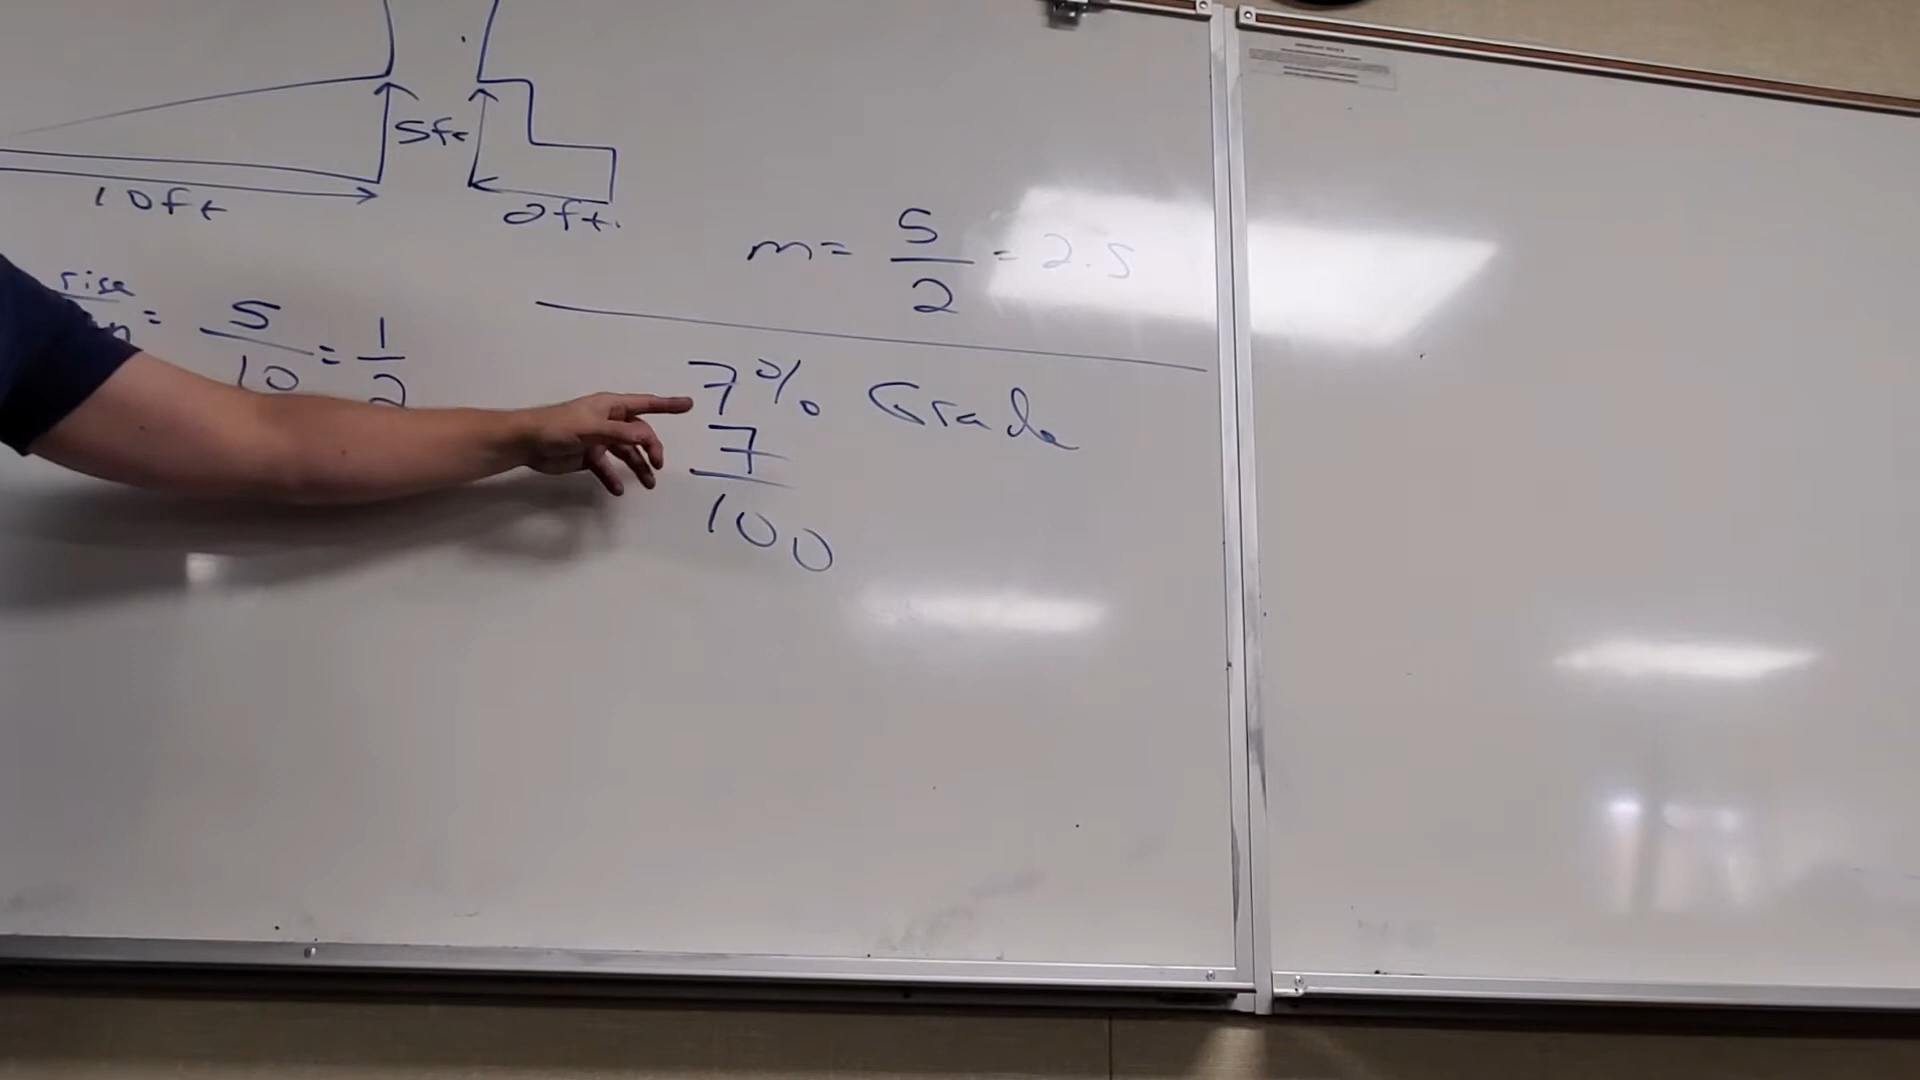 5ft
10ft
2ft.
m = 5/2 = 2.5
rise
= 5/10 = 1/2
7% Grade
7/100